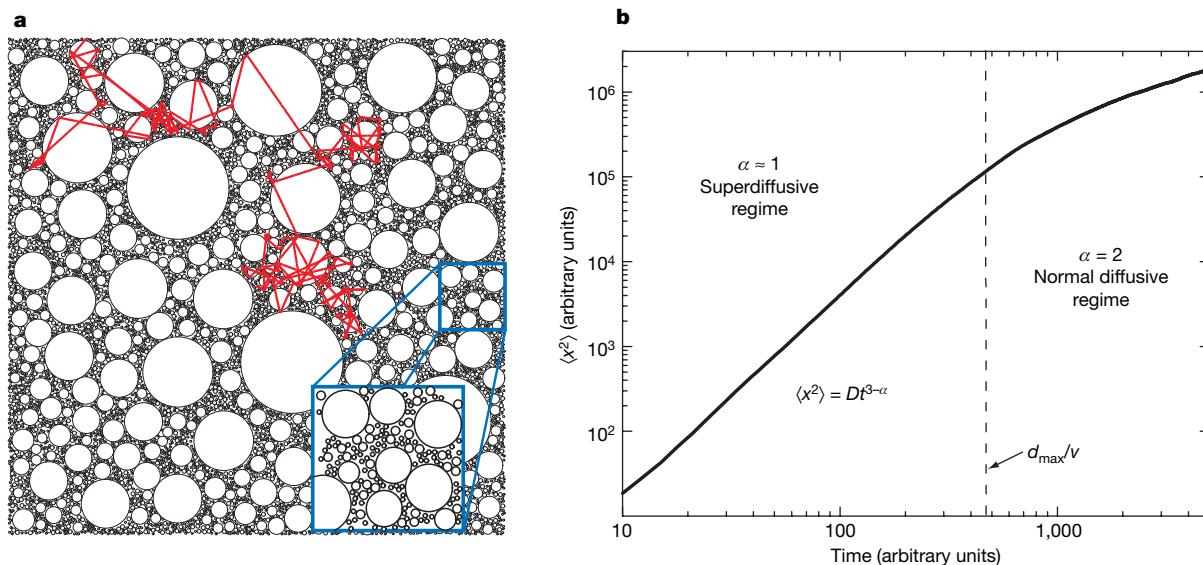 a
b
10⁶
10⁵
10⁴
10³
10²
⟨x²⟩ (arbitrary units)
α ≈ 1
Superdiffusive
regime
α = 2
Normal diffusive
regime
⟨x²⟩ = Dt³⁻ᵅ
d_max/v
10
100
1,000
Time (arbitrary units)